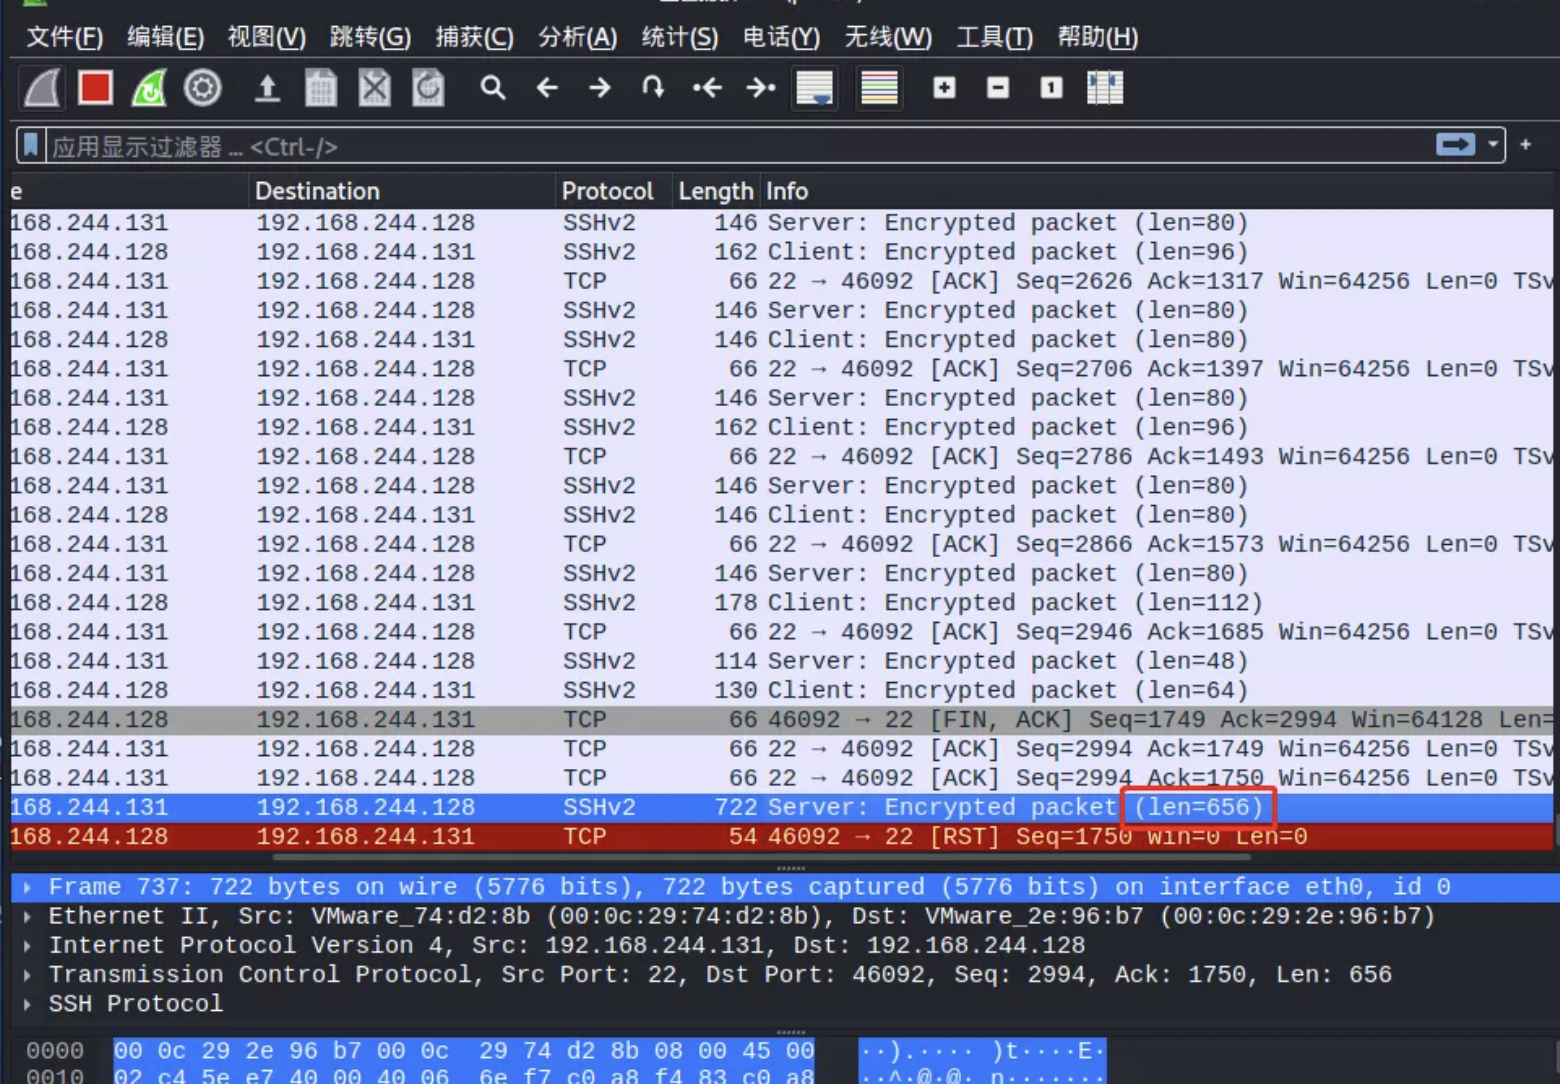 文件(F) 编辑(E) 视图(V) 跳转(G) 捕获(C) 分析(A) 统计(S) 电话(Y) 无线(W) 工具(T) 帮助(H)
1
应用显示过滤器 … <Ctrl-/>
e Destination Protocol Length Info
168.244.131 192.168.244.128 SSHv2 146 Server: Encrypted packet (len=80)
168.244.128 192.168.244.131 SSHv2 162 Client: Encrypted packet (len=96)
168.244.131 192.168.244.128 TCP 66 22 → 46092 [ACK] Seq=2626 Ack=1317 Win=64256 Len=0 TSv
168.244.131 192.168.244.128 SSHv2 146 Server: Encrypted packet (len=80)
168.244.128 192.168.244.131 SSHv2 146 Client: Encrypted packet (len=80)
168.244.131 192.168.244.128 TCP 66 22 → 46092 [ACK] Seq=2706 Ack=1397 Win=64256 Len=0 TSv
168.244.131 192.168.244.128 SSHv2 146 Server: Encrypted packet (len=80)
168.244.128 192.168.244.131 SSHv2 162 Client: Encrypted packet (len=96)
168.244.131 192.168.244.128 TCP 66 22 → 46092 [ACK] Seq=2786 Ack=1493 Win=64256 Len=0 TSv
168.244.131 192.168.244.128 SSHv2 146 Server: Encrypted packet (len=80)
168.244.128 192.168.244.131 SSHv2 146 Client: Encrypted packet (len=80)
168.244.131 192.168.244.128 TCP 66 22 → 46092 [ACK] Seq=2866 Ack=1573 Win=64256 Len=0 TSv
168.244.131 192.168.244.128 SSHv2 146 Server: Encrypted packet (len=80)
168.244.128 192.168.244.131 SSHv2 178 Client: Encrypted packet (len=112)
168.244.131 192.168.244.128 TCP 66 22 → 46092 [ACK] Seq=2946 Ack=1685 Win=64256 Len=0 TSv
168.244.131 192.168.244.128 SSHv2 114 Server: Encrypted packet (len=48)
168.244.128 192.168.244.131 SSHv2 130 Client: Encrypted packet (len=64)
168.244.128 192.168.244.131 TCP 66 46092 → 22 [FIN, ACK] Seq=1749 Ack=2994 Win=64128 Len=
168.244.131 192.168.244.128 TCP 66 22 → 46092 [ACK] Seq=2994 Ack=1749 Win=64256 Len=0 TSv
168.244.131 192.168.244.128 TCP 66 22 → 46092 [ACK] Seq=2994 Ack=1750 Win=64256 Len=0 TSv
168.244.131 192.168.244.128 SSHv2 722 Server: Encrypted packet (len=656)
168.244.128 192.168.244.131 TCP 54 46092 → 22 [RST] Seq=1750 Win=0 Len=0
Frame 737: 722 bytes on wire (5776 bits), 722 bytes captured (5776 bits) on interface eth0, id 0
Ethernet II, Src: VMware_74:d2:8b (00:0c:29:74:d2:8b), Dst: VMware_2e:96:b7 (00:0c:29:2e:96:b7)
Internet Protocol Version 4, Src: 192.168.244.131, Dst: 192.168.244.128
Transmission Control Protocol, Src Port: 22, Dst Port: 46092, Seq: 2994, Ack: 1750, Len: 656
SSH Protocol
0000 00 0c 29 2e 96 b7 00 0c 29 74 d2 8b 08 00 45 00 ··).···· )t····E·
0010 02 c4 5e e7 40 00 40 06 6e f7 c0 a8 f4 83 c0 a8 ··^·@·@· n·······